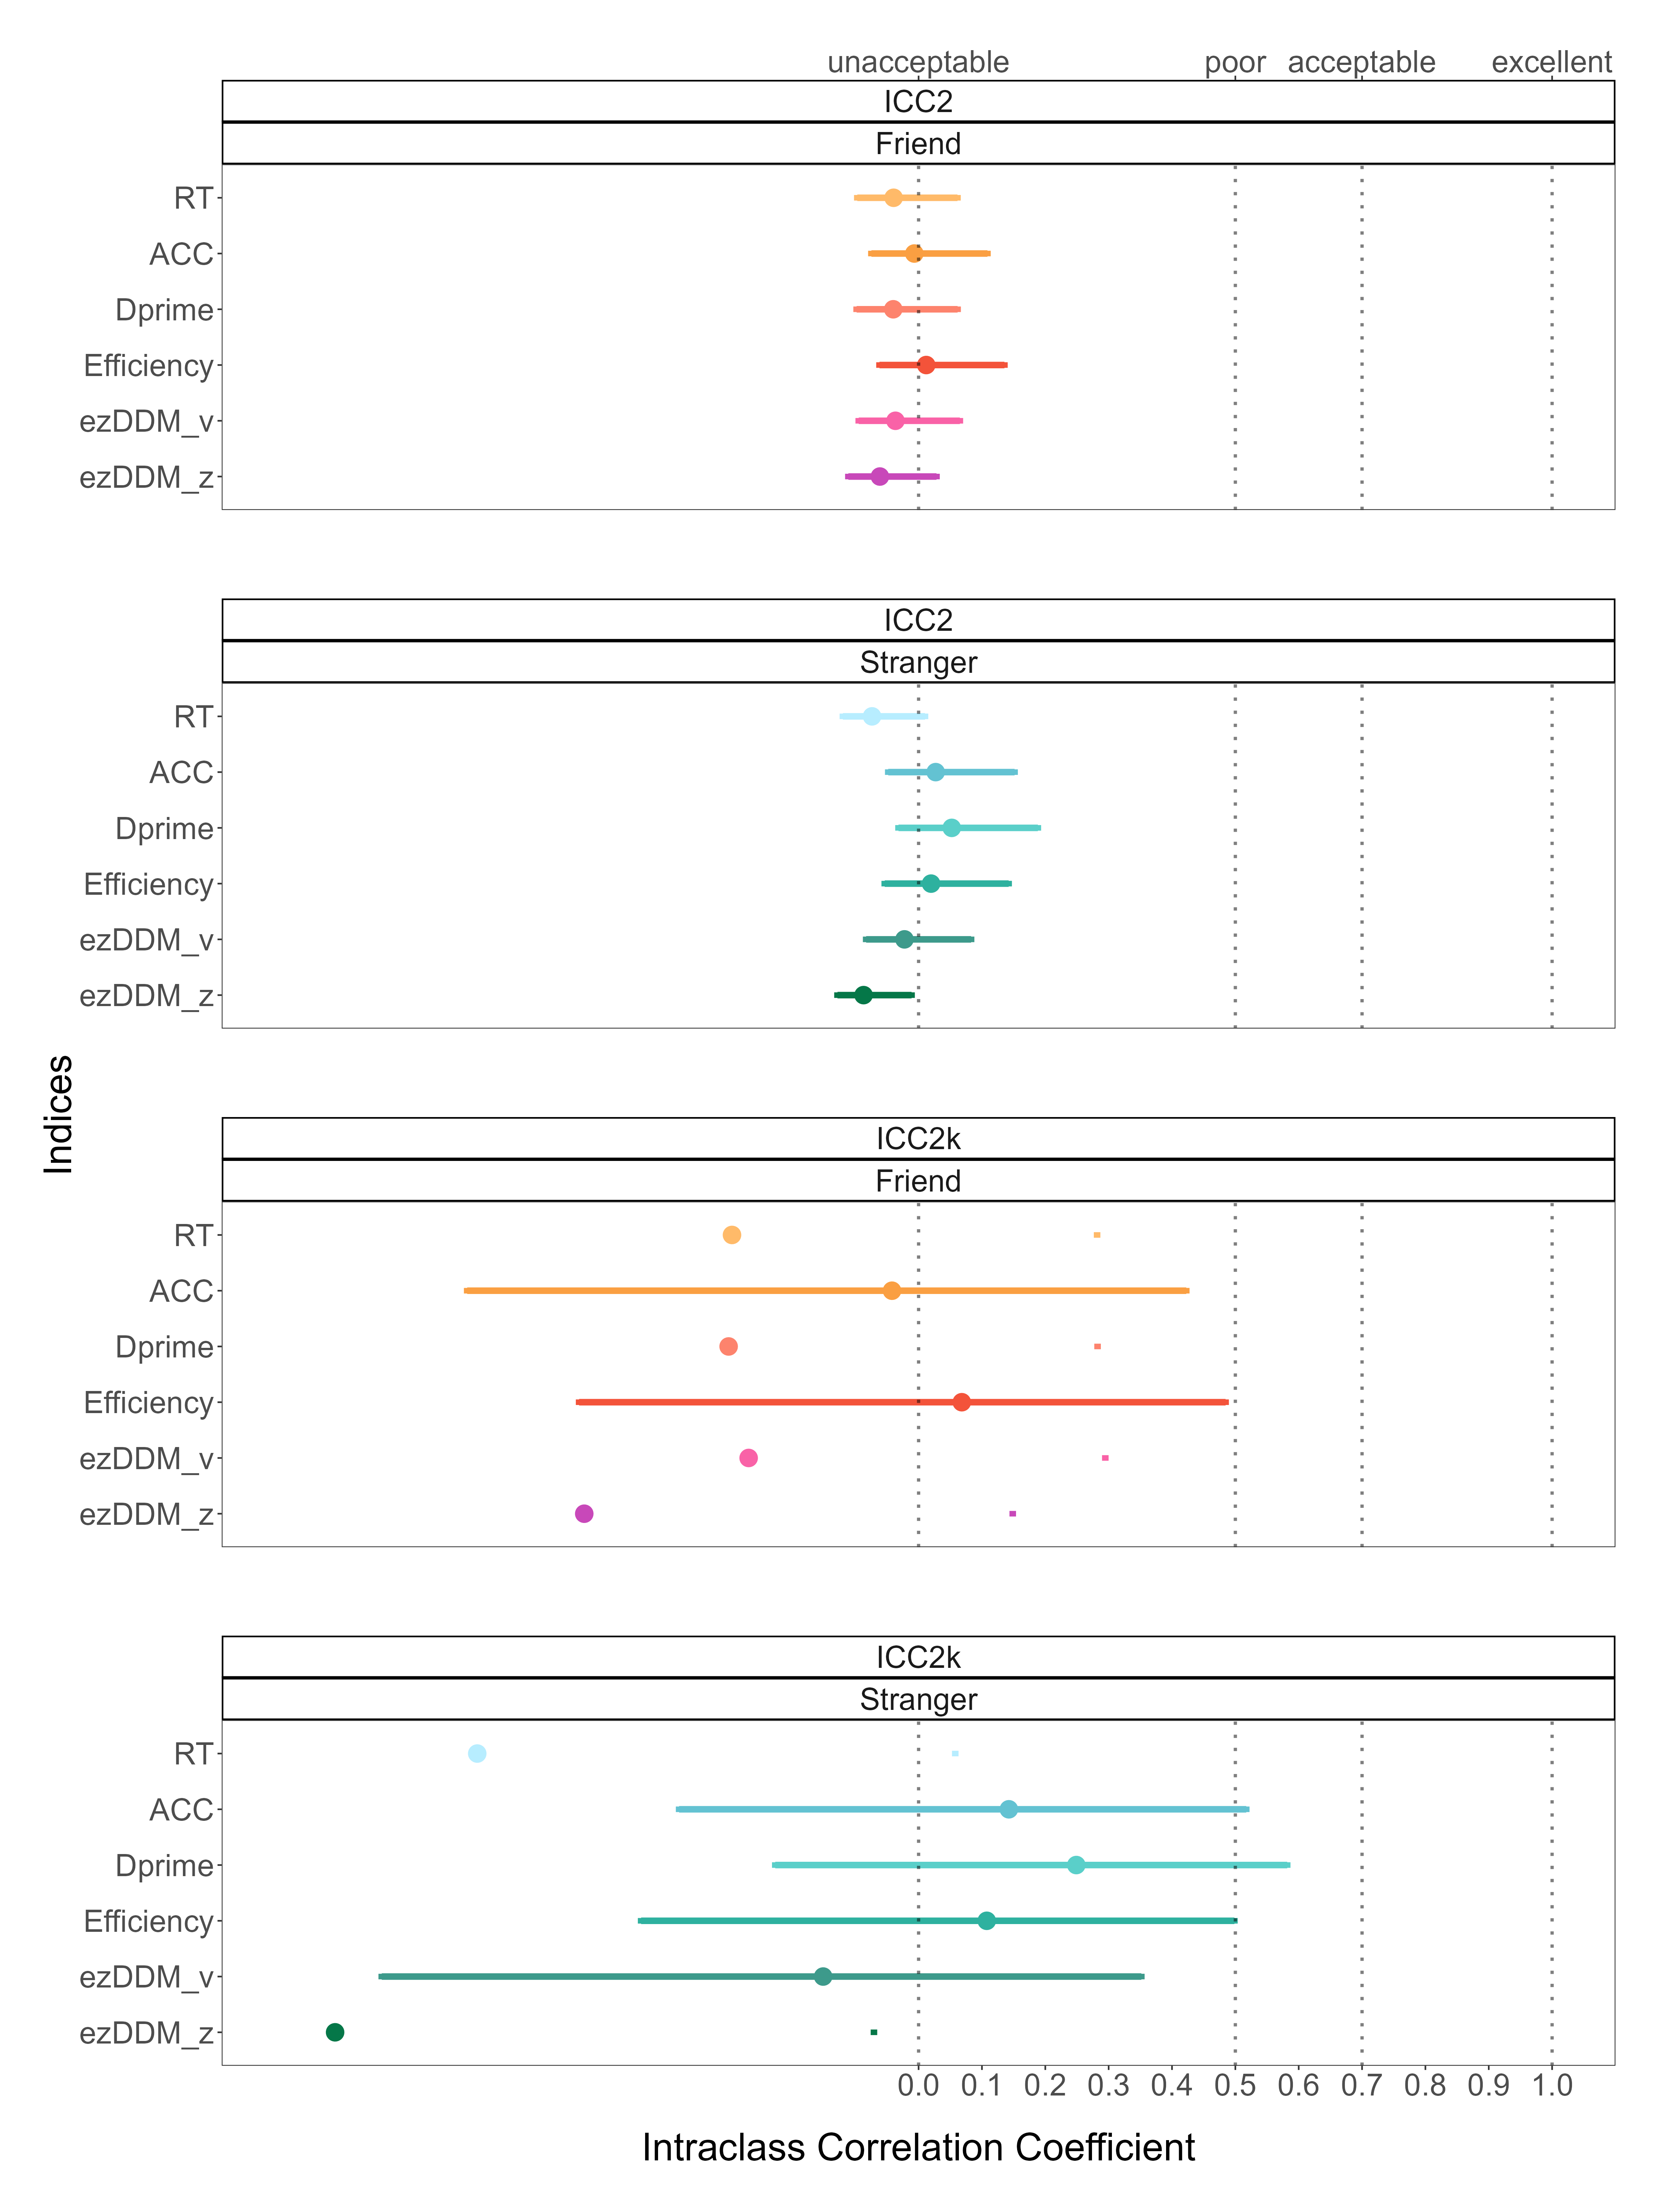 unacceptable poor acceptable excellent
ICC2
Friend
RT
ACC
Dprime
Efficiency
ezDDM_v
ezDDM_z
ICC2
Stranger
RT
ACC
Dprime
Efficiency
ezDDM_v
ezDDM_z
Indices
ICC2k
Friend
RT
ACC
Dprime
Efficiency
ezDDM_v
ezDDM_z
ICC2k
Stranger
RT
ACC
Dprime
Efficiency
ezDDM_v
ezDDM_z
0.0 0.1 0.2 0.3 0.4 0.5 0.6 0.7 0.8 0.9 1.0
Intraclass Correlation Coefficient